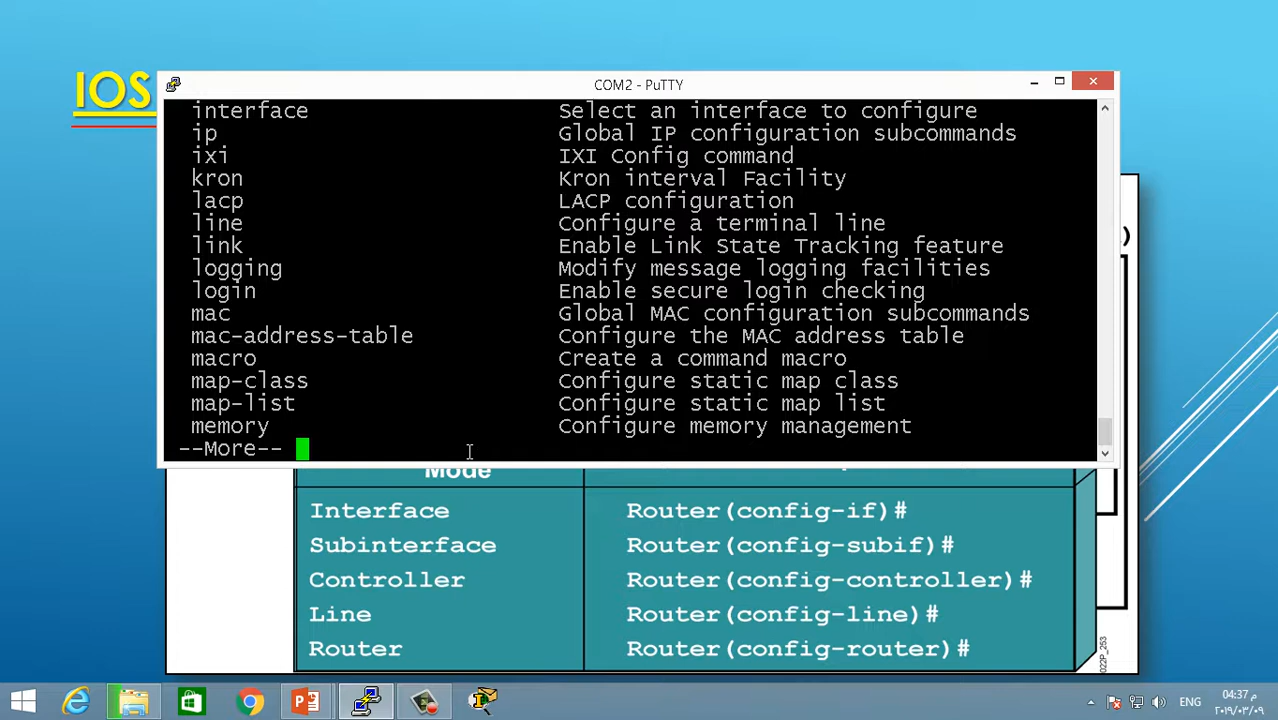 IOS
COM2 - PuTTY
interface Select an interface to configure
ip Global IP configuration subcommands
ixi IXI Config command
kron Kron interval Facility
lacp LACP configuration
line Configure a terminal line
link Enable Link State Tracking feature
logging Modify message logging facilities
login Enable secure login checking
mac Global MAC configuration subcommands
mac-address-table Configure the MAC address table
macro Create a command macro
map-class Configure static map class
map-list Configure static map list
memory Configure memory management
--More--
)
Mode
Interface Router(config-if)#
Subinterface Router(config-subif)#
Controller Router(config-controller)#
Line Router(config-line)#
Router Router(config-router)#
022P_253
ENG
04:37 م
٢٠١٩/٠٣/٠٩